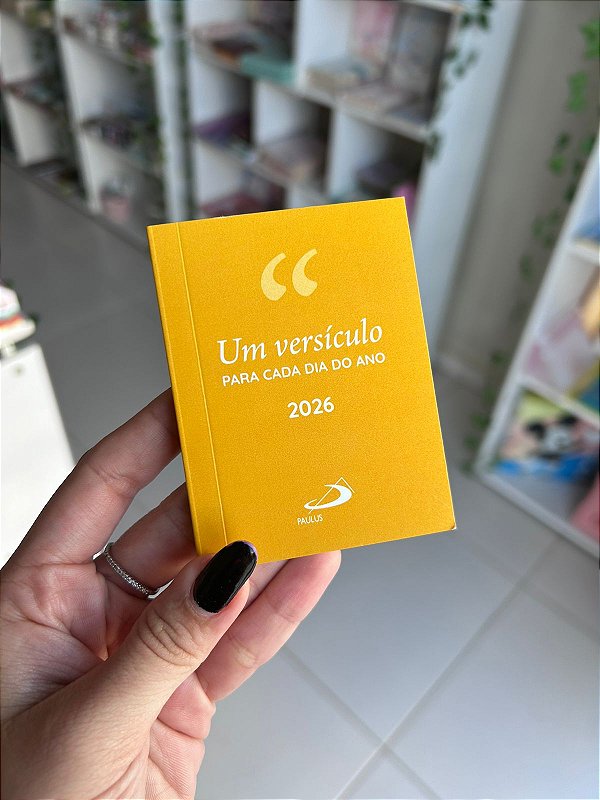 “
Um versículo
PARA CADA DIA DO ANO
2026
PAULUS